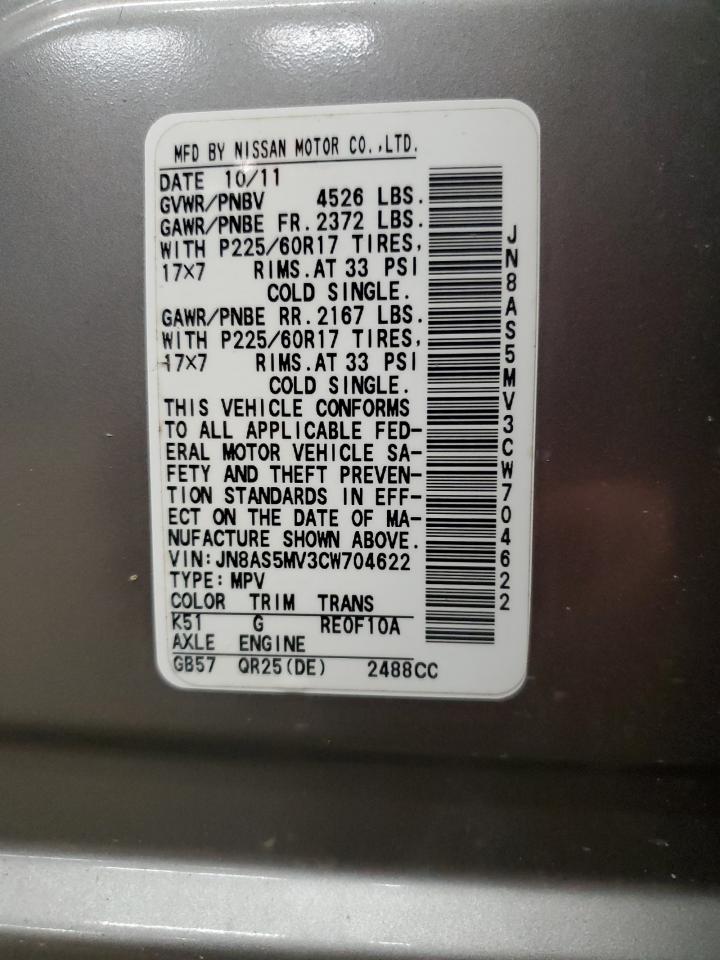 MFD BY NISSAN MOTOR CO.,LTD.
DATE 10/11
GVWR/PNBV 4526 LBS.
GAWR/PNBE FR. 2372 LBS.
WITH P225/60R17 TIRES,
17×7 RIMS. AT 33 PSI
COLD SINGLE.
GAWR/PNBE RR. 2167 LBS.
WITH P225/60R17 TIRES,
17×7 RIMS. AT 33 PSI
COLD SINGLE.
THIS VEHICLE CONFORMS
TO ALL APPLICABLE FED-
ERAL MOTOR VEHICLE SA-
FETY AND THEFT PREVEN-
TION STANDARDS IN EFF-
ECT ON THE DATE OF MA-
NUFACTURE SHOWN ABOVE.
VIN: JN8AS5MV3CW704622
TYPE: MPV
COLOR TRIM TRANS
K51 G RE0F10A
AXLE ENGINE
GB57 QR25(DE) 2488CC
JN8AS5MV3CW704622